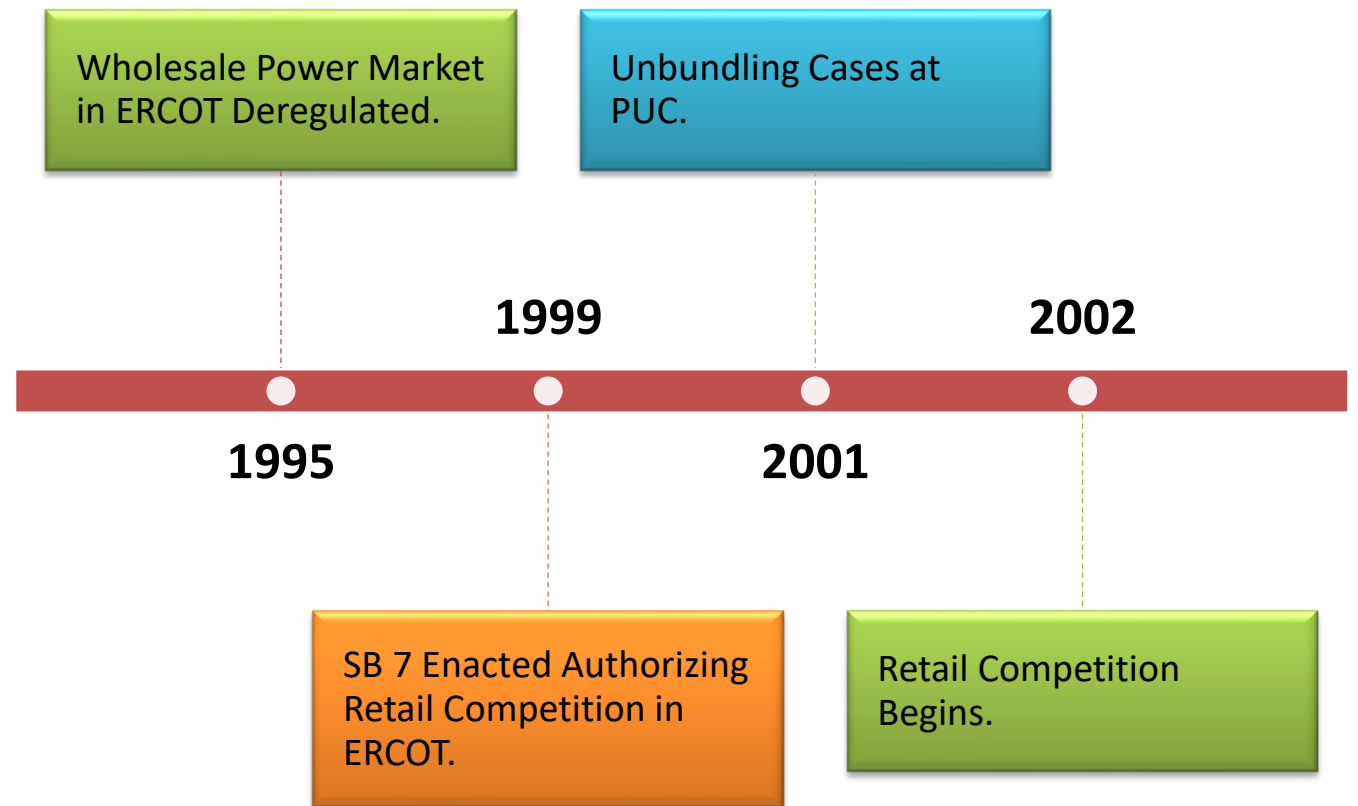 Wholesale Power Market
in ERCOT Deregulated.
Unbundling Cases at
PUC.
1999
2002
1995
2001
SB 7 Enacted Authorizing
Retail Competition in
ERCOT.
Retail Competition
Begins.